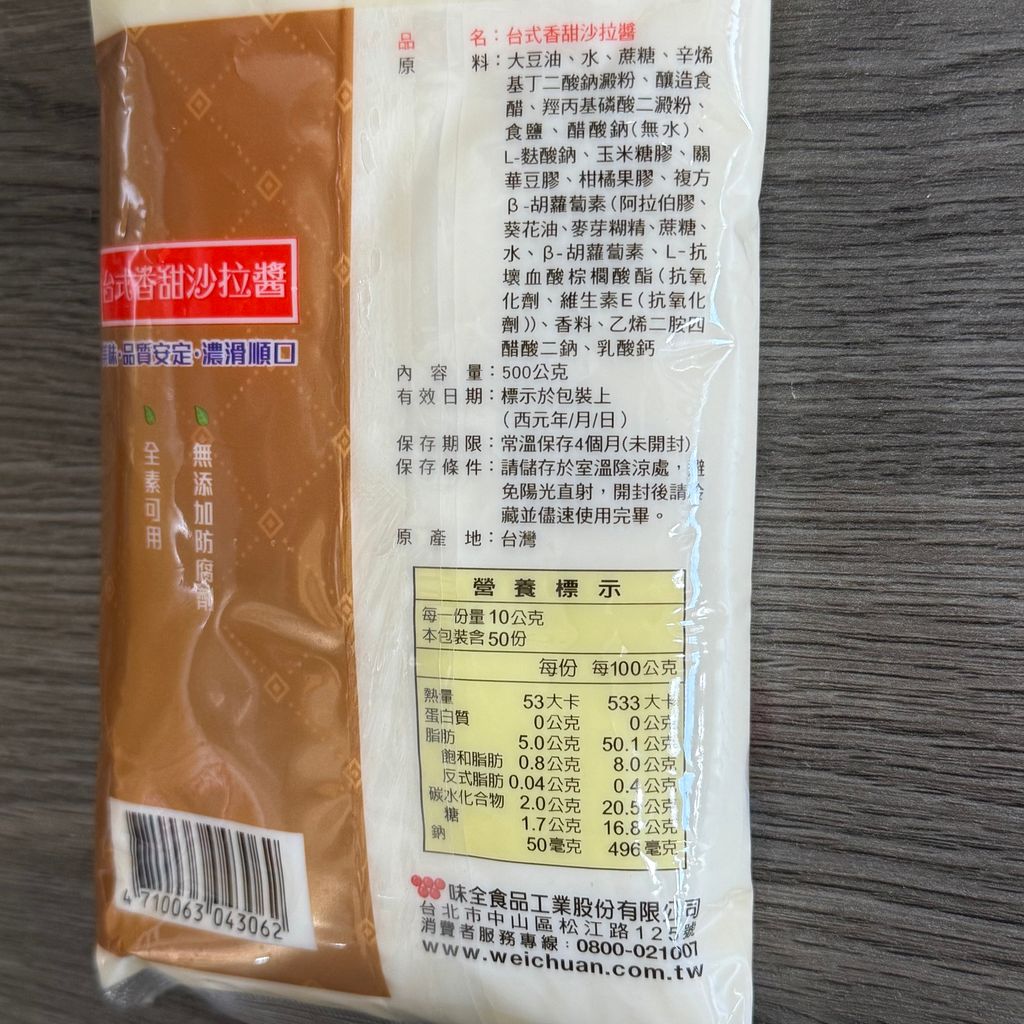 台式香甜沙拉醬
品質安定・濃滑順口
無添加防腐劑
全素可用
4 710063 043062
品名：台式香甜沙拉醬
原料：大豆油、水、蔗糖、辛烯
基丁二酸鈉澱粉、釀造食
醋、羥丙基磷酸二澱粉、
食鹽、醋酸鈉(無水)、
L-麩酸鈉、玉米糖膠、關
華豆膠、柑橘果膠、複方
β-胡蘿蔔素(阿拉伯膠、
葵花油、麥芽糊精、蔗糖、
水、β-胡蘿蔔素、L-抗
壞血酸棕櫚酸酯(抗氧
化劑、維生素E(抗氧化
劑))、香料、乙烯二胺四
醋酸二鈉、乳酸鈣
內容量：500公克
有效日期：標示於包裝上
(西元年/月/日)
保存期限：常溫保存4個月(未開封)
保存條件：請儲存於室溫陰涼處，避
免陽光直射，開封後請冷
藏並儘速使用完畢。
原產地：台灣
營養標示
每一份量10公克
本包裝含50份
每份 每100公克
熱量 53大卡 533大卡
蛋白質 0公克 0公克
脂肪 5.0公克 50.1公克
飽和脂肪 0.8公克 8.0公克
反式脂肪 0.04公克 0.4公克
碳水化合物 2.0公克 20.5公克
糖 1.7公克 16.8公克
鈉 50毫克 496毫克
味全食品工業股份有限公司
台北市中山區松江路125號
消費者服務專線：0800-021007
www.weichuan.com.tw